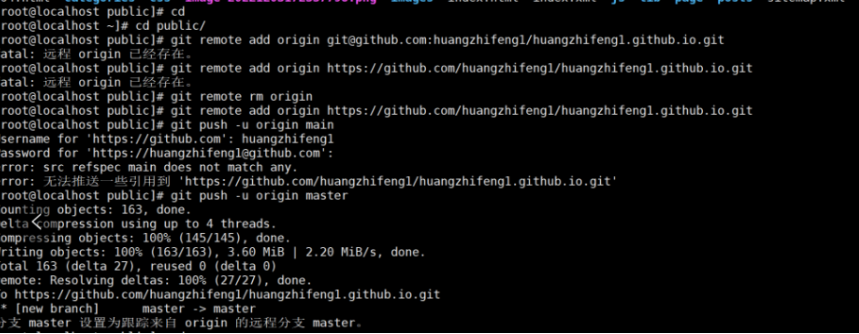 root@localhost public]# cd
root@localhost ~]# cd public/
root@localhost public]# git remote add origin git@github.com:huangzhifeng1/huangzhifeng1.github.io.git
atal: 远程 origin 已经存在。
root@localhost public]# git remote add origin https://github.com/huangzhifeng1/huangzhifeng1.github.io.git
atal: 远程 origin 已经存在。
root@localhost public]# git remote rm origin
root@localhost public]# git remote add origin https://github.com/huangzhifeng1/huangzhifeng1.github.io.git
root@localhost public]# git push -u origin main
sername for 'https://github.com': huangzhifeng1
assword for 'https://huangzhifeng1@github.com':
rror: src refspec main does not match any.
rror: 无法推送一些引用到 'https://github.com/huangzhifeng1/huangzhifeng1.github.io.git'
root@localhost public]# git push -u origin master
ounting objects: 163, done.
elta compression using up to 4 threads.
ompressing objects: 100% (145/145), done.
riting objects: 100% (163/163), 3.60 MiB | 2.20 MiB/s, done.
otal 163 (delta 27), reused 0 (delta 0)
emote: Resolving deltas: 100% (27/27), done.
o https://github.com/huangzhifeng1/huangzhifeng1.github.io.git
* [new branch] master -> master
分支 master 设置为跟踪来自 origin 的远程分支 master。